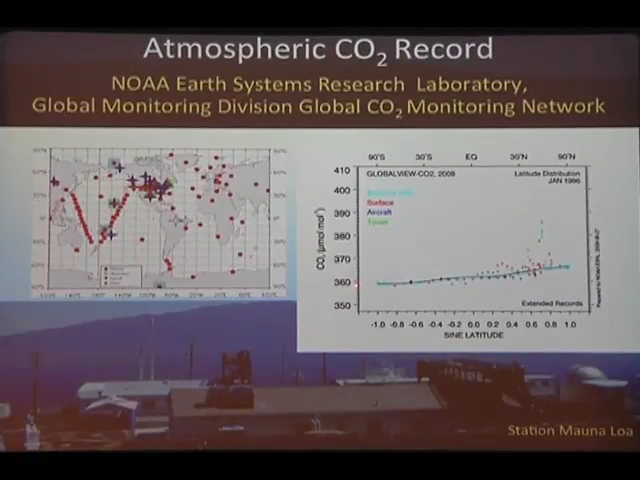 Atmospheric CO2 Record
NOAA Earth Systems Research Laboratory,
Global Monitoring Division Global CO2 Monitoring Network
90°S 30°S EQ 30°N 90°N
GLOBALVIEW-CO2, 2008
Latitude Distribution
JAN 1996
Surface
Aircraft
Tower
CO2 (μmol mol-1)
410
400
390
380
370
360
350
Extended Records
-1.0 -0.8 -0.6 -0.4 -0.2 0.0 0.2 0.4 0.6 0.8 1.0
SINE LATITUDE
Station Mauna Loa